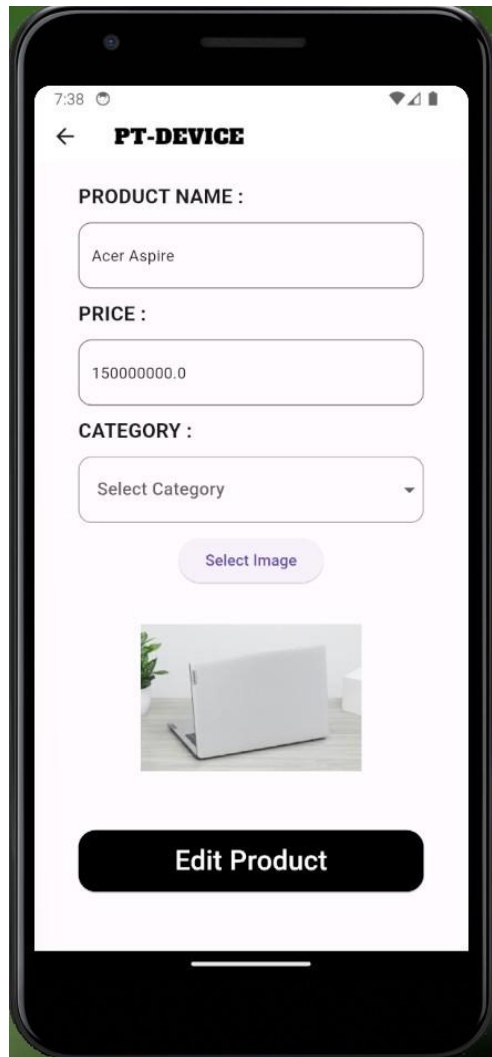 7:38
PT-DEVICE
PRODUCT NAME :
Acer Aspire
PRICE :
150000000.0
CATEGORY :
Select Category
Select Image
Edit Product